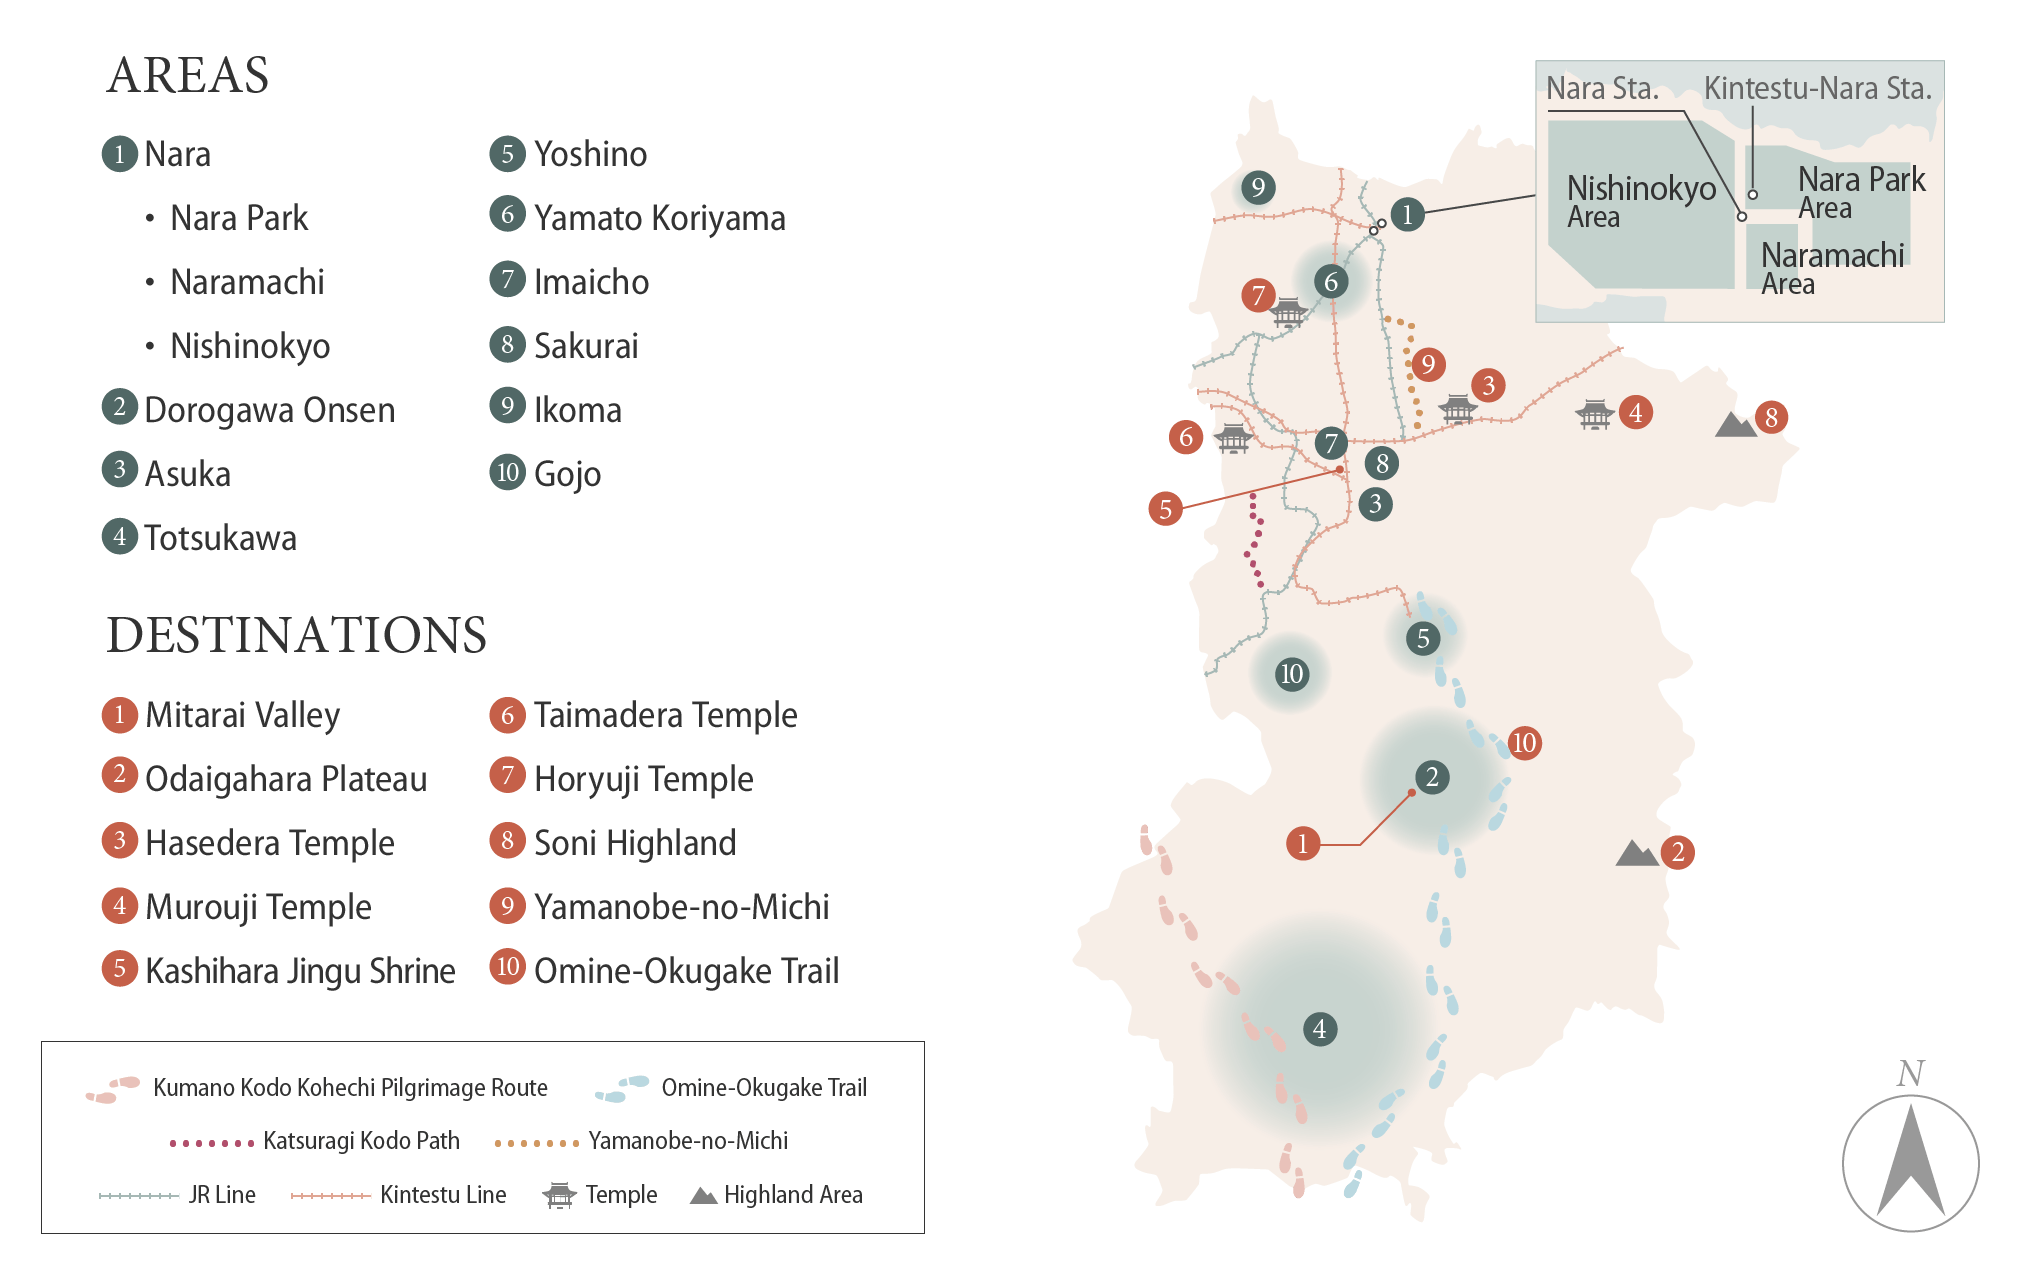 AREAS
1 Nara
• Nara Park
• Naramachi
• Nishinokyo
2 Dorogawa Onsen
3 Asuka
4 Totsukawa
5 Yoshino
6 Yamato Koriyama
7 Imaicho
8 Sakurai
9 Ikoma
10 Gojo
DESTINATIONS
1 Mitarai Valley
2 Odaigahara Plateau
3 Hasedera Temple
4 Murouji Temple
5 Kashihara Jingu Shrine
6 Taimadera Temple
7 Horyuji Temple
8 Soni Highland
9 Yamanobe-no-Michi
10 Omine-Okugake Trail
Kumano Kodo Kohechi Pilgrimage Route
Omine-Okugake Trail
Katsuragi Kodo Path
Yamanobe-no-Michi
JR Line
Kintestu Line
Temple
Highland Area
Nara Sta.
Kintestu-Nara Sta.
Nishinokyo
Area
Nara Park
Area
Naramachi
Area
9
1
6
7
9
3
4
8
6
7
8
5
3
5
10
10
2
1
2
4
N